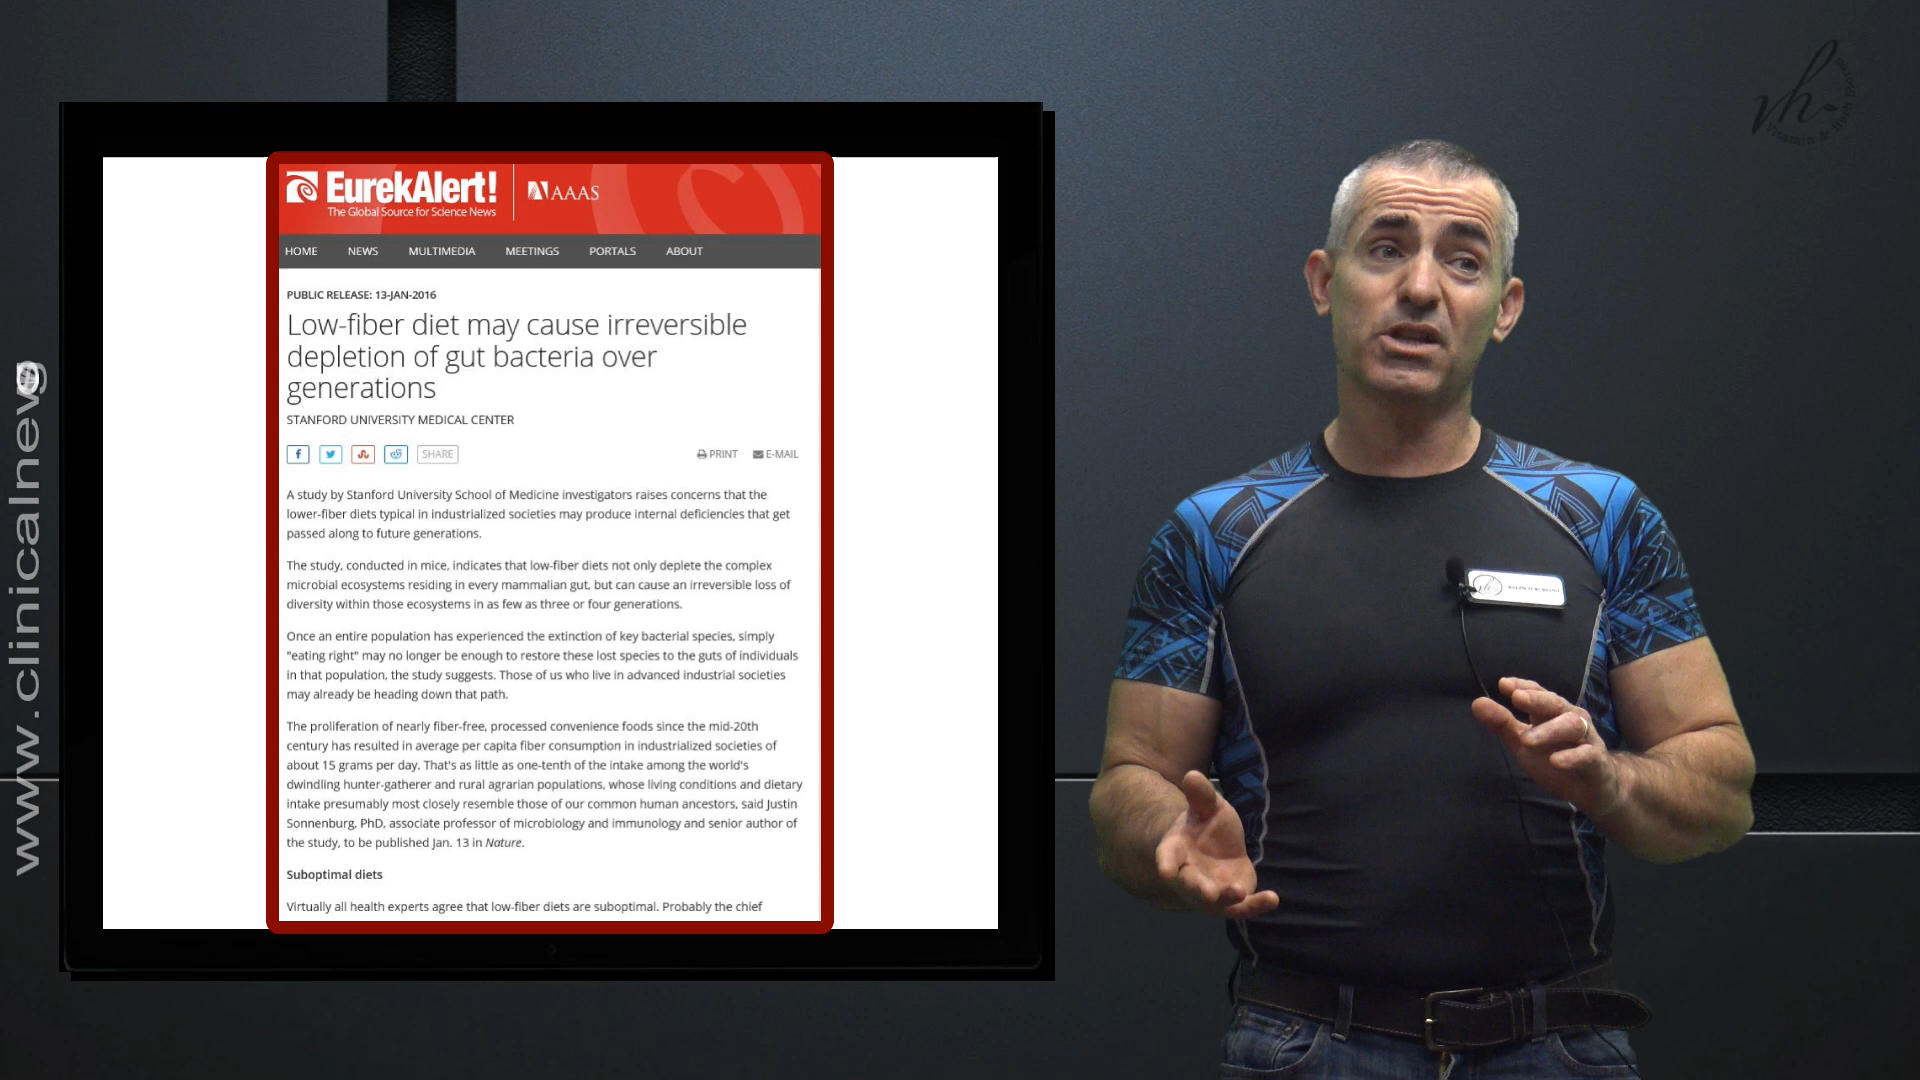 EurekAlert!
The Global Source for Science News
AAAS
HOME NEWS MULTIMEDIA MEETINGS PORTALS ABOUT
PUBLIC RELEASE: 13-JAN-2016
Low-fiber diet may cause irreversible
depletion of gut bacteria over
generations
STANFORD UNIVERSITY MEDICAL CENTER
SHARE PRINT E-MAIL
A study by Stanford University School of Medicine investigators raises concerns that the
lower-fiber diets typical in industrialized societies may produce internal deficiencies that get
passed along to future generations.
The study, conducted in mice, indicates that low-fiber diets not only deplete the complex
microbial ecosystems residing in every mammalian gut, but can cause an irreversible loss of
diversity within those ecosystems in as few as three or four generations.
Once an entire population has experienced the extinction of key bacterial species, simply
"eating right" may no longer be enough to restore these lost species to the guts of individuals
in that population, the study suggests. Those of us who live in advanced industrial societies
may already be heading down that path.
The proliferation of nearly fiber-free, processed convenience foods since the mid-20th
century has resulted in average per capita fiber consumption in industrialized societies of
about 15 grams per day. That's as little as one-tenth of the intake among the world's
dwindling hunter-gatherer and rural agrarian populations, whose living conditions and dietary
intake presumably most closely resemble those of our common human ancestors, said Justin
Sonnenburg, PhD, associate professor of microbiology and immunology and senior author of
the study, to be published Jan. 13 in Nature.
Suboptimal diets
Virtually all health experts agree that low-fiber diets are suboptimal. Probably the chief
www.clinicalnew
vh